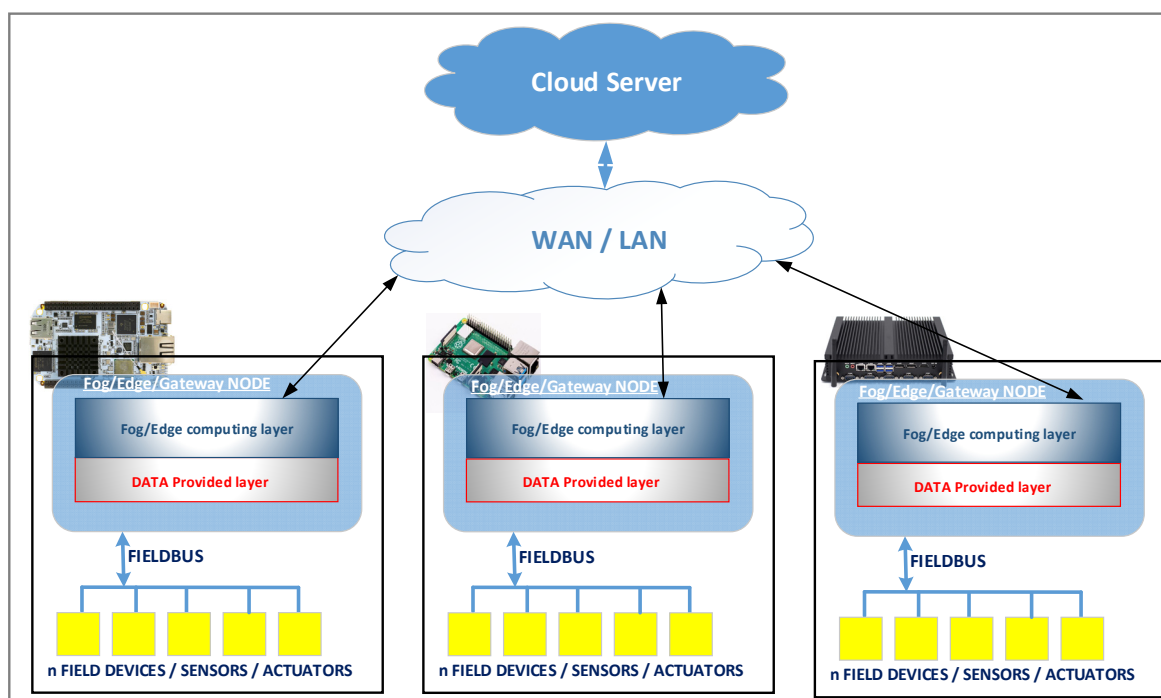 Cloud Server
WAN / LAN
Fog/Edge/Gateway NODE
Fog/Edge computing layer
DATA Provided layer
FIELDBUS
n FIELD DEVICES / SENSORS / ACTUATORS
Fog/Edge/Gateway NODE
Fog/Edge computing layer
DATA Provided layer
FIELDBUS
n FIELD DEVICES / SENSORS / ACTUATORS
Fog/Edge/Gateway NODE
Fog/Edge computing layer
DATA Provided layer
FIELDBUS
n FIELD DEVICES / SENSORS / ACTUATORS